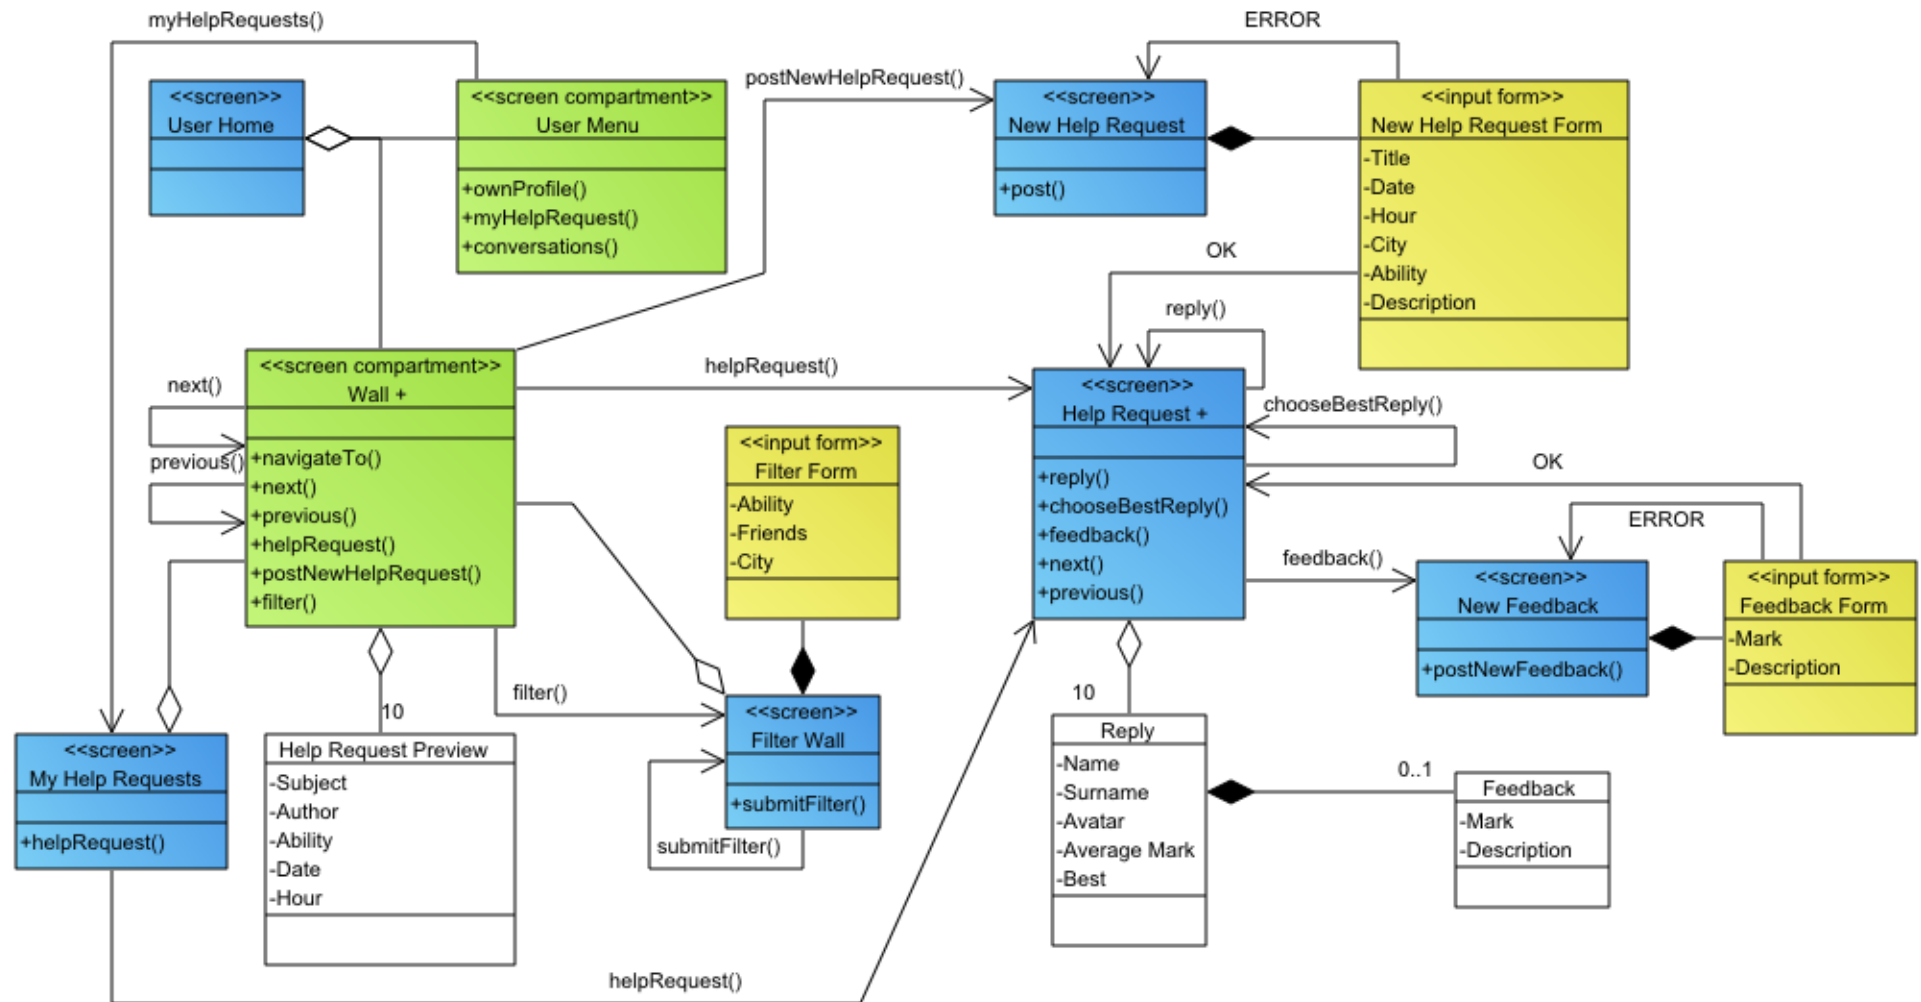 myHelpRequests()
ERROR
<<screen>>
User Home
<<screen compartment>>
User Menu
+ownProfile()
+myHelpRequest()
+conversations()
postNewHelpRequest()
<<screen>>
New Help Request
+post()
<<input form>>
New Help Request Form
-Title
-Date
-Hour
-City
-Ability
-Description
OK
reply()
next()
previous()
<<screen compartment>>
Wall +
+navigateTo()
+next()
+previous()
+helpRequest()
+postNewHelpRequest()
+filter()
helpRequest()
<<input form>>
Filter Form
-Ability
-Friends
-City
<<screen>>
Help Request +
+reply()
+chooseBestReply()
+feedback()
+next()
+previous()
chooseBestReply()
OK
ERROR
feedback()
<<screen>>
New Feedback
+postNewFeedback()
<<input form>>
Feedback Form
-Mark
-Description
filter()
10
10
<<screen>>
My Help Requests
+helpRequest()
Help Request Preview
-Subject
-Author
-Ability
-Date
-Hour
<<screen>>
Filter Wall
+submitFilter()
submitFilter()
Reply
-Name
-Surname
-Avatar
-Average Mark
-Best
0..1
Feedback
-Mark
-Description
helpRequest()